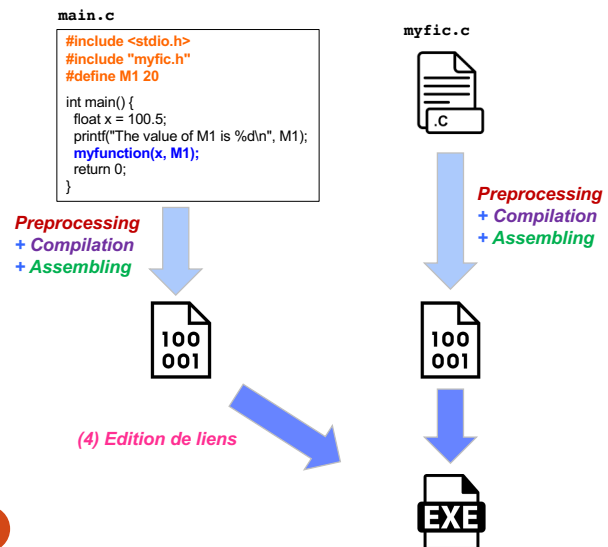 main.c
#include <stdio.h>
#include "myfic.h"
#define M1 20
int main() {
float x = 100.5;
printf("The value of M1 is %d\n", M1);
myfunction(x, M1);
return 0;
}
Preprocessing
+ Compilation
+ Assembling
100
001
(4) Edition de liens
myfic.c
.C
Preprocessing
+ Compilation
+ Assembling
100
001
EXE